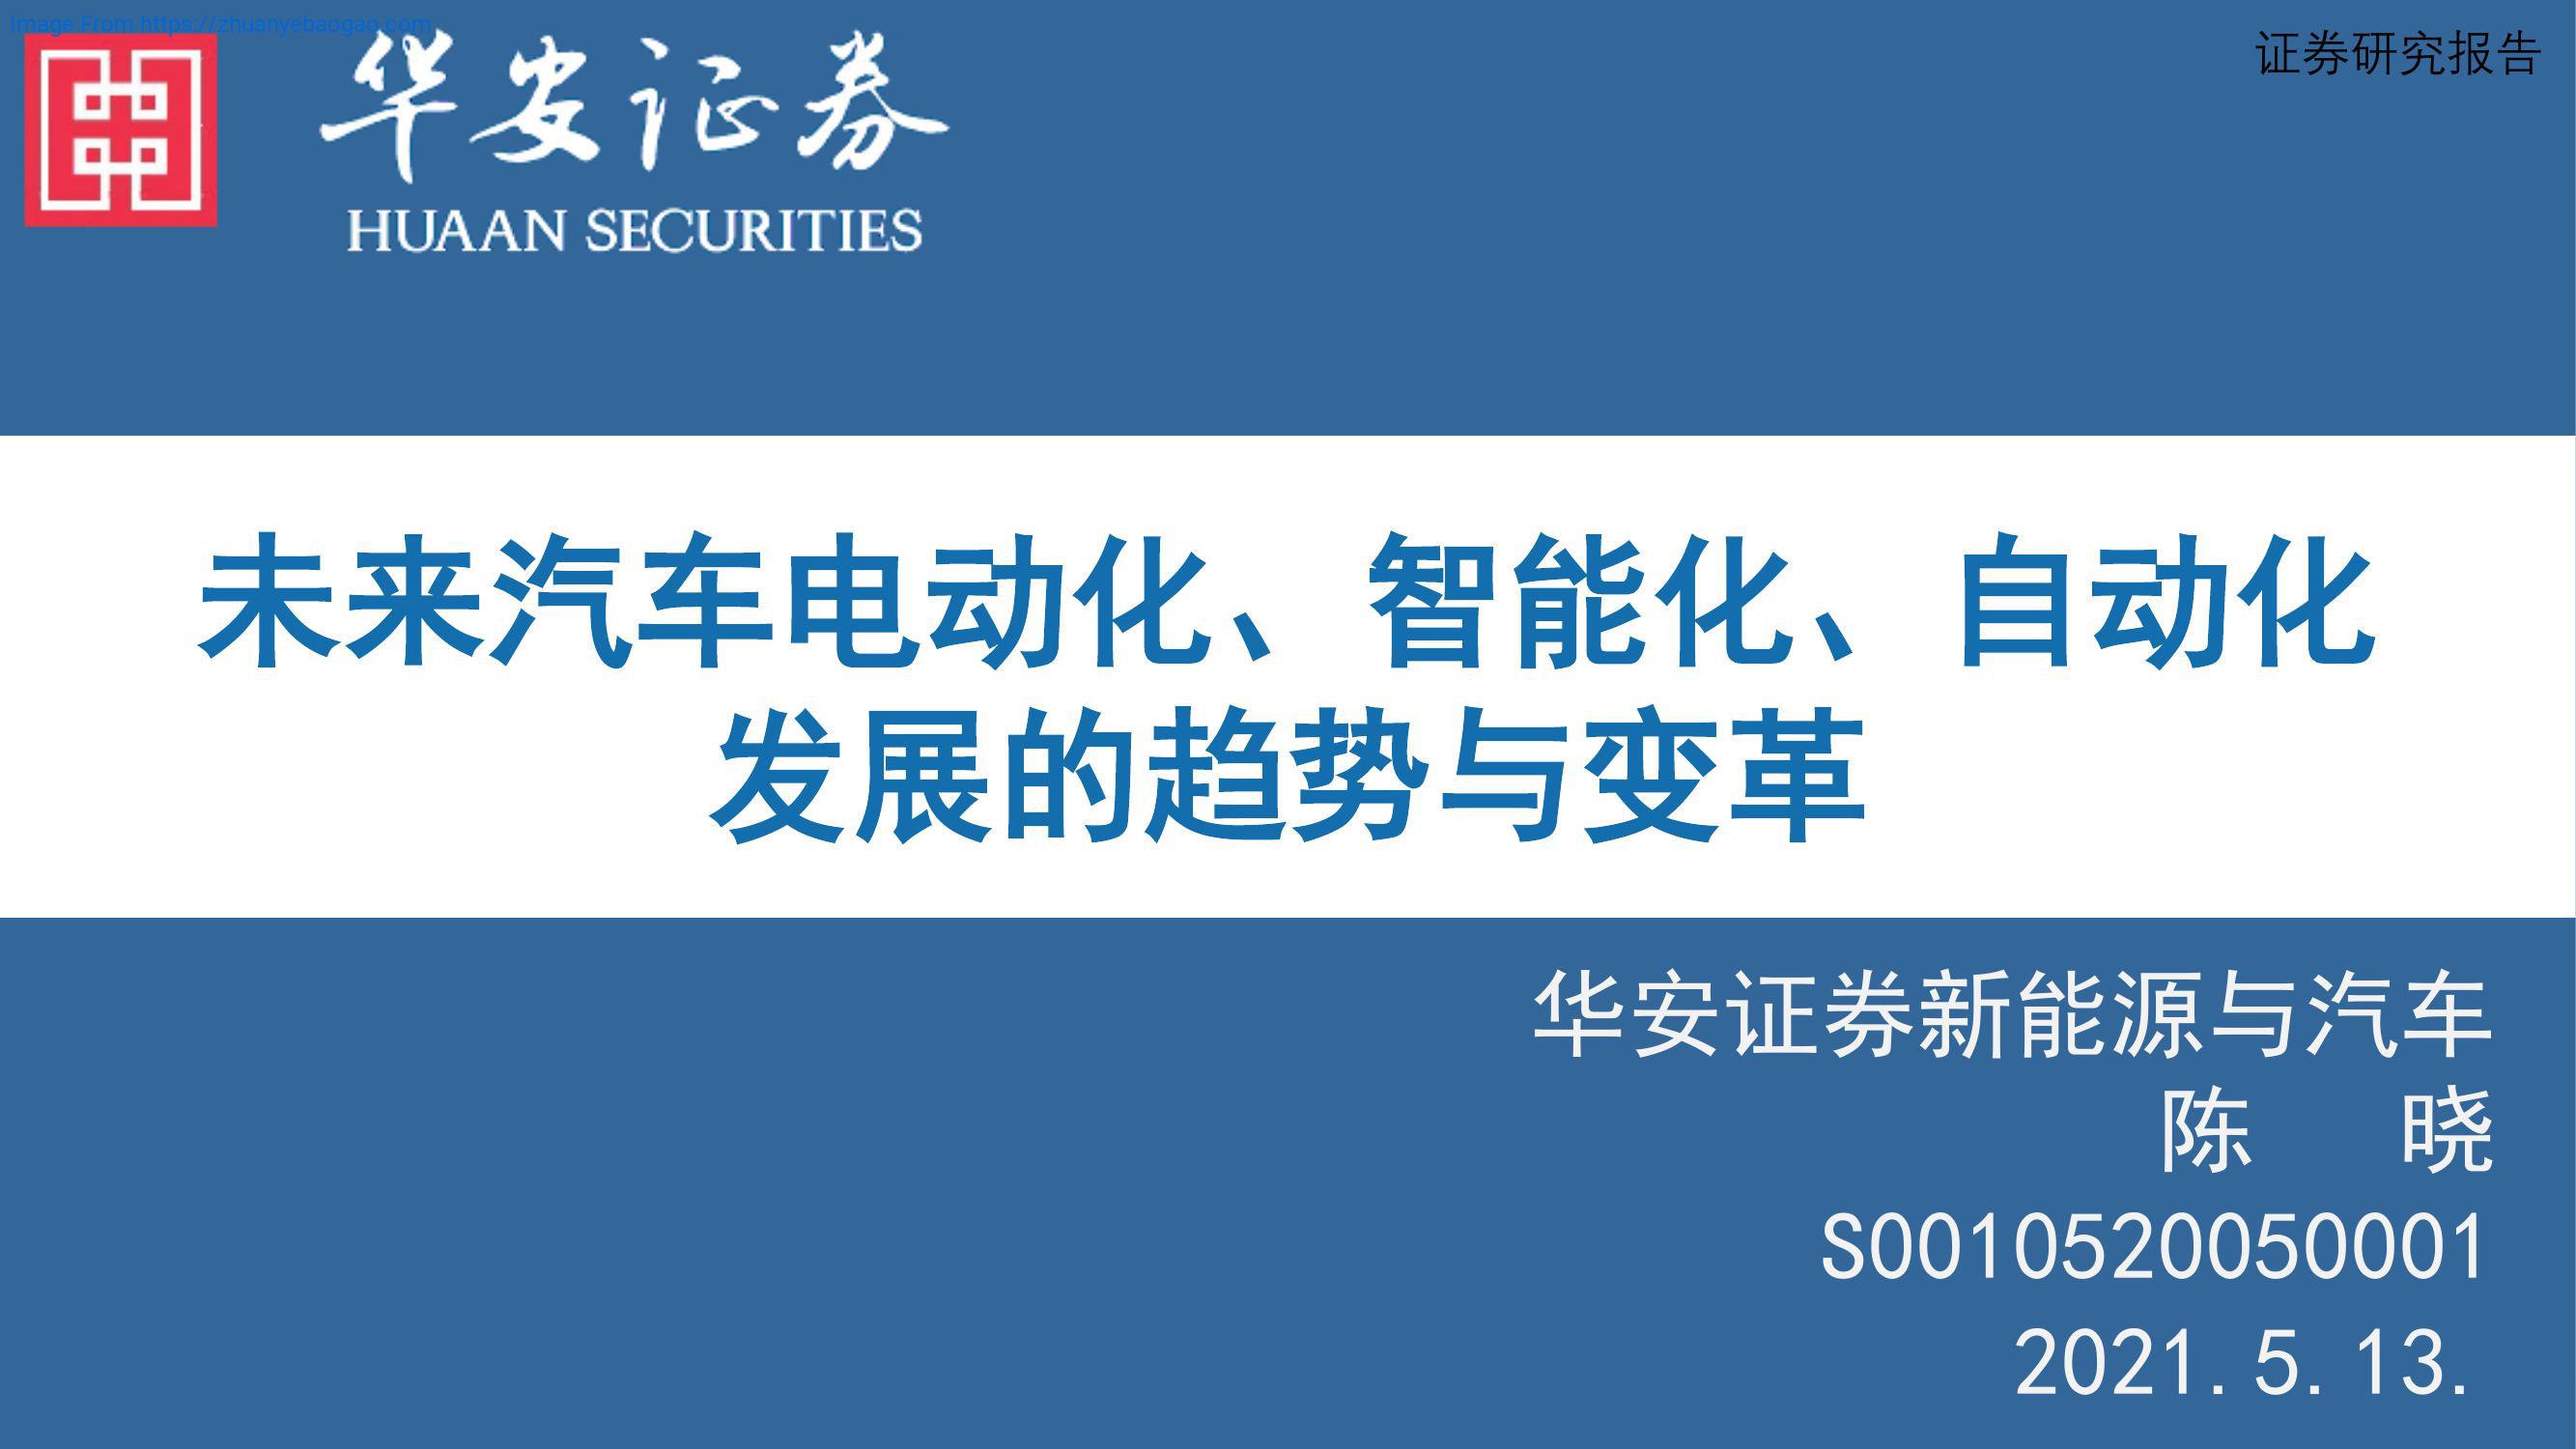 Image From https://zhuanyebaogao.com
华安证券
HUAAN SECURITIES
证券研究报告
未来汽车电动化、智能化、自动化
发展的趋势与变革
华安证券新能源与汽车
陈 晓
S0010520050001
2021.5.13.